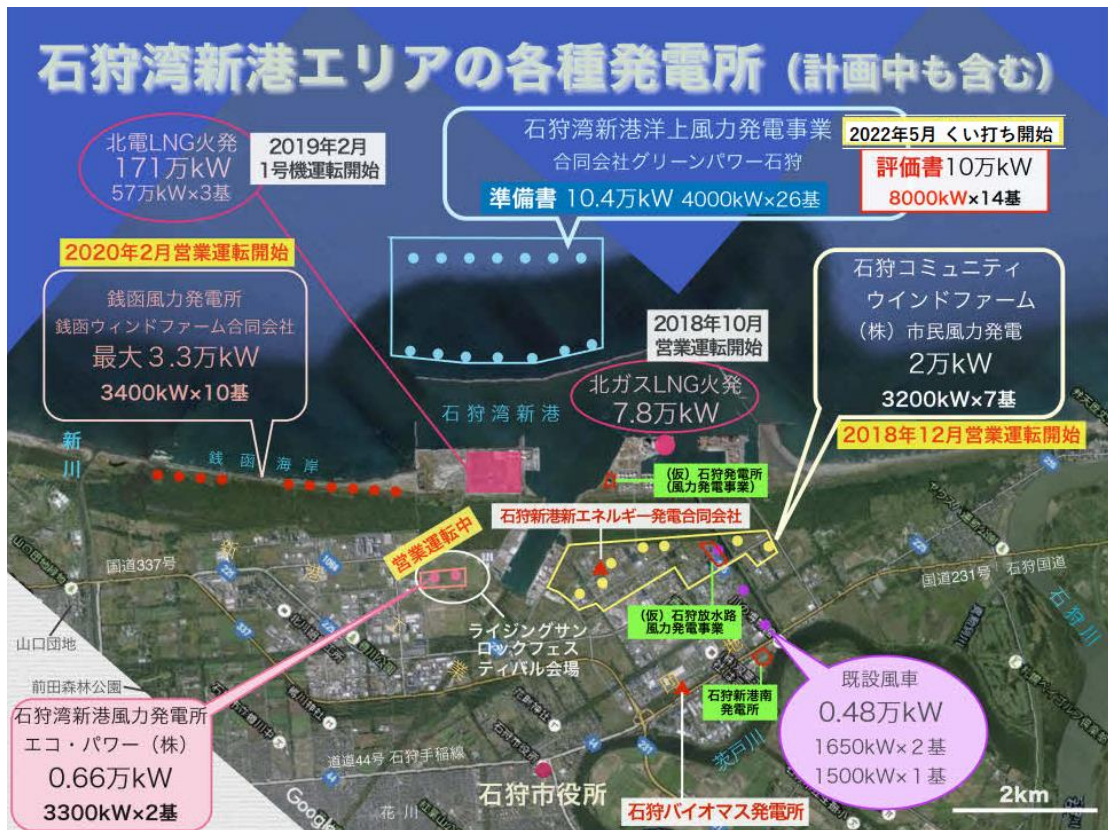 石狩湾新港エリアの各種発電所（計画中も含む）
北電LNG火発
171万kW
57万kW×3基
2019年2月
1号機運転開始
石狩湾新港洋上風力発電事業
合同会社グリーンパワー石狩
準備書 10.4万kW 4000kW×26基
2022年5月 くい打ち開始
評価書10万kW
8000kW×14基
2020年2月営業運転開始
銭函風力発電所
銭函ウィンドファーム合同会社
最大3.3万kW
3400kW×10基
石狩コミュニティ
ウインドファーム
（株）市民風力発電
2万kW
3200kW×7基
2018年12月営業運転開始
2018年10月
営業運転開始
北ガスLNG火発
7.8万kW
石狩湾新港
新川
銭函海岸
（仮）石狩発電所
（風力発電事業）
石狩新港新エネルギー発電合同会社
営業運転中
国道337号
新港大
業
国道231号
石狩国道
石狩川
（仮）石狩放水路
風力発電事業
ライジングサン
ロックフェス
ティバル会場
山口団地
前田森林公園
石狩湾新港風力発電所
エコ・パワー（株）
0.66万kW
3300kW×2基
既設風車
0.48万kW
1650kW×2基
1500kW×1基
石狩新港南
発電所
茨戸川
道道44号 石狩手稲線
石狩市役所
花川
石狩バイオマス発電所
2km
Google
337
225
1084
44
231